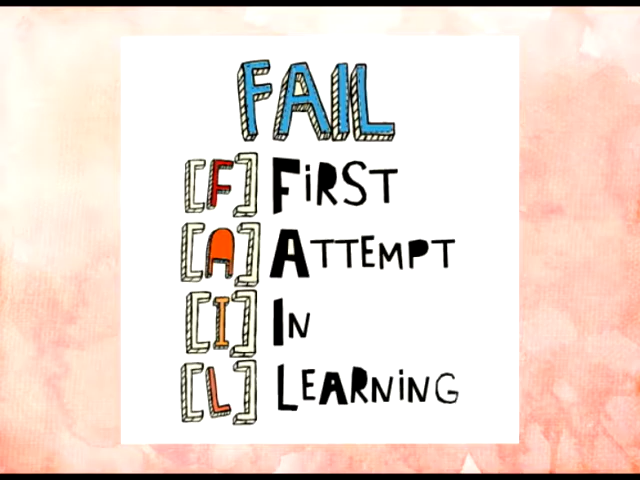 FAIL
[F] FiRST
[A] ATTEMPT
[I] IN
[L] LEARNiNG